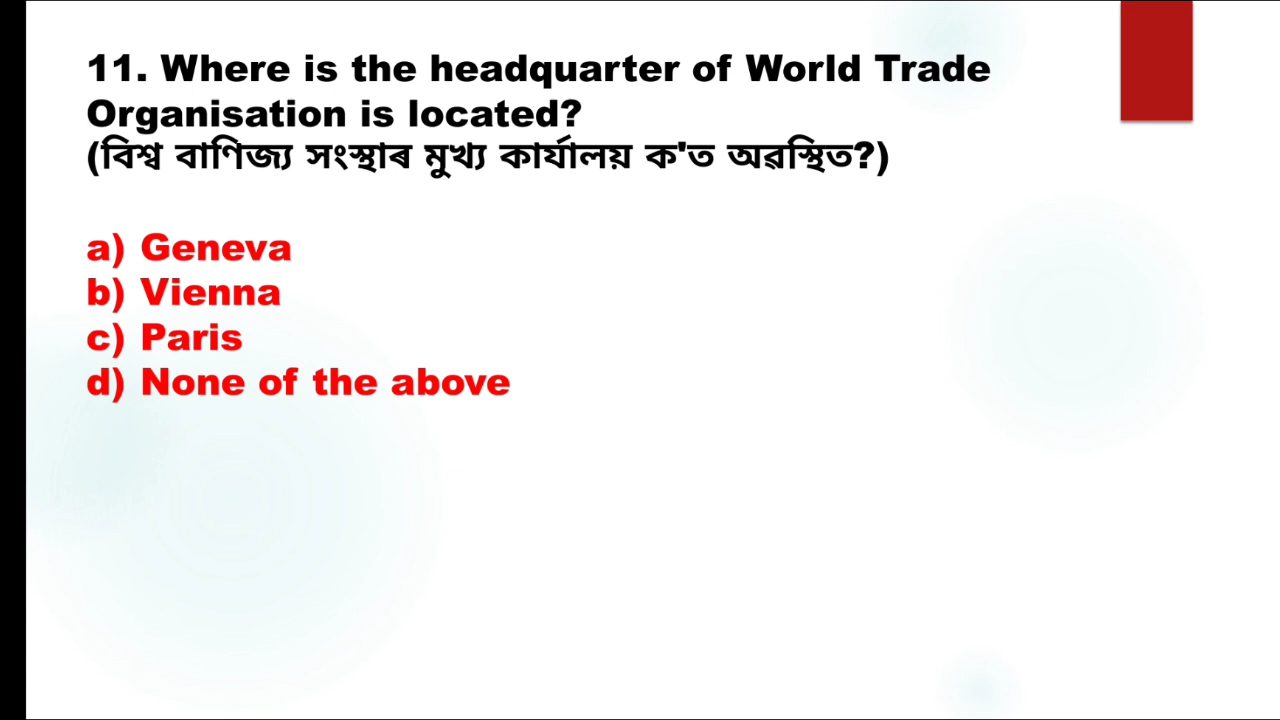 11. Where is the headquarter of World Trade
Organisation is located?
(বিশ্ব বাণিজ্য সংস্থাৰ মুখ্য কাৰ্যালয় ক'ত অৱস্থিত?)
a) Geneva
b) Vienna
c) Paris
d) None of the above